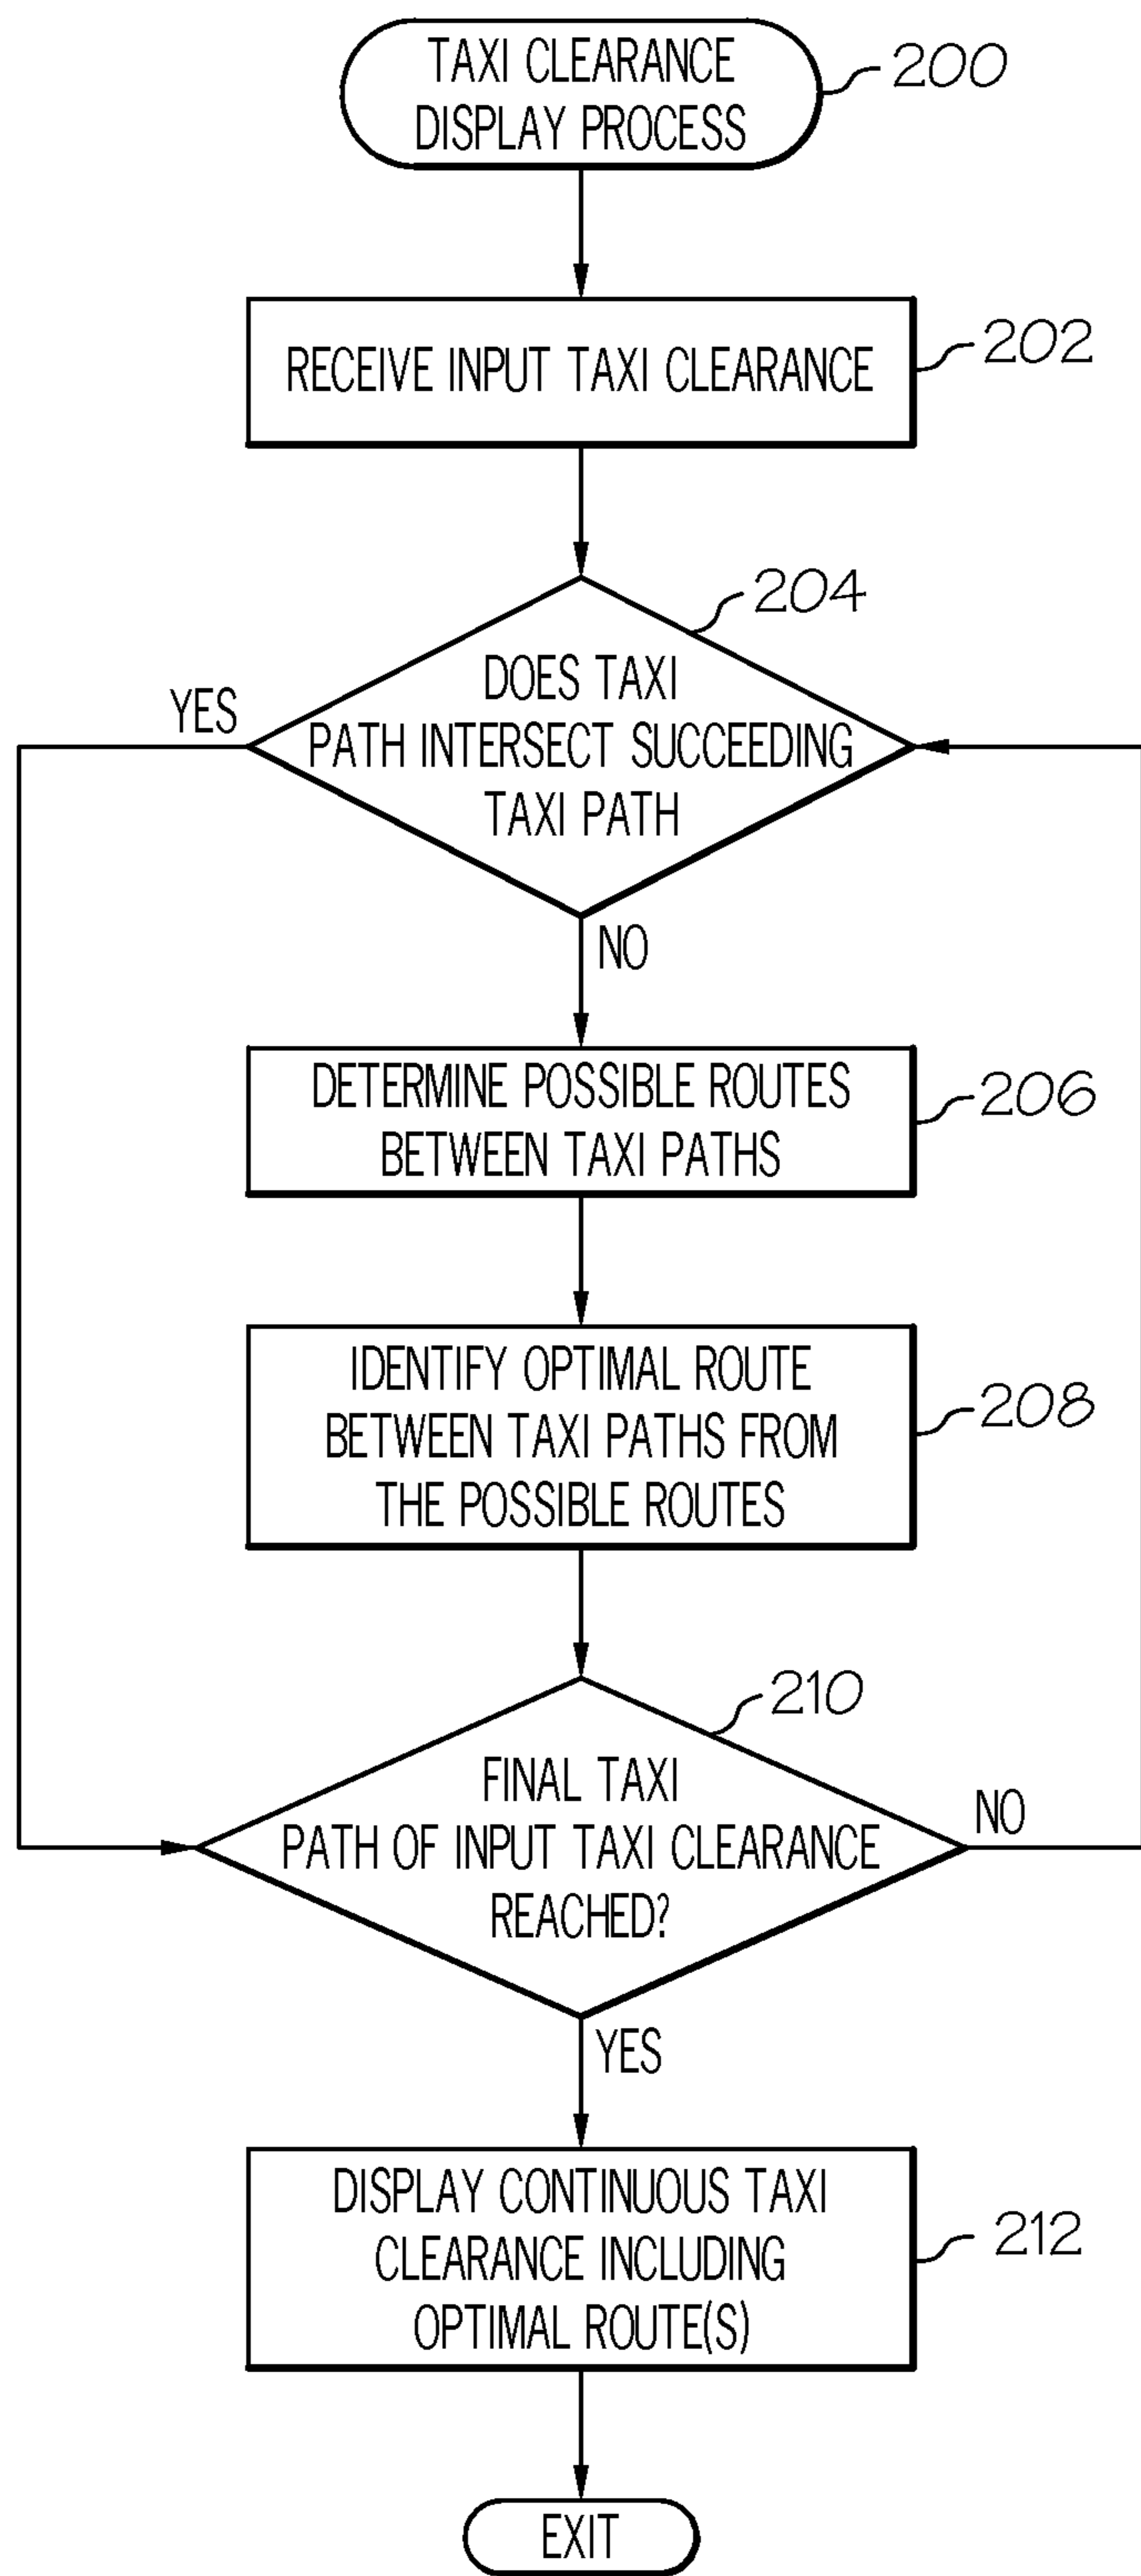 TAXI CLEARANCE
DISPLAY PROCESS
200
RECEIVE INPUT TAXI CLEARANCE
202
204
DOES TAXI
PATH INTERSECT SUCCEEDING
TAXI PATH
YES
NO
DETERMINE POSSIBLE ROUTES
BETWEEN TAXI PATHS
206
IDENTIFY OPTIMAL ROUTE
BETWEEN TAXI PATHS FROM
THE POSSIBLE ROUTES
208
210
FINAL TAXI
PATH OF INPUT TAXI CLEARANCE
REACHED?
NO
YES
DISPLAY CONTINUOUS TAXI
CLEARANCE INCLUDING
OPTIMAL ROUTE(S)
212
EXIT